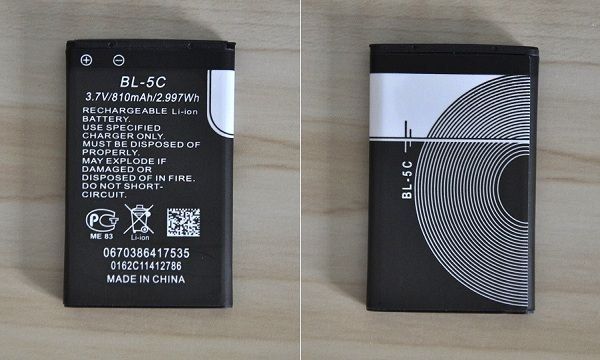 BL-5C
3.7V/810mAh/2.997Wh
RECHARGEABLE Li-ion
BATTERY.
USE SPECIFIED
CHARGER ONLY.
MUST BE DISPOSED
OF PROPERLY.
MAY EXPLODE IF
DAMAGED OR
DISPOSED OF IN FIRE.
DO NOT SHORT-
CIRCUIT.
ME 83
Li-ion
0670386417535
0162C11412786
MADE IN CHINA
BL-5C